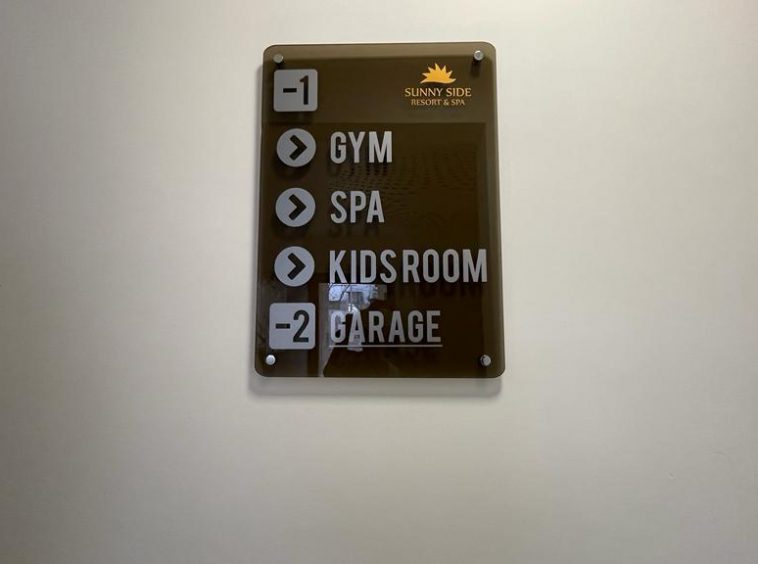 -1
SUNNY SIDE
RESORT & SPA
GYM
SPA
KIDS ROOM
-2 GARAGE